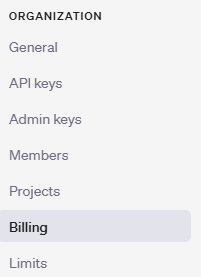 ORGANIZATION
General
API keys
Admin keys
Members
Projects
Billing
Limits